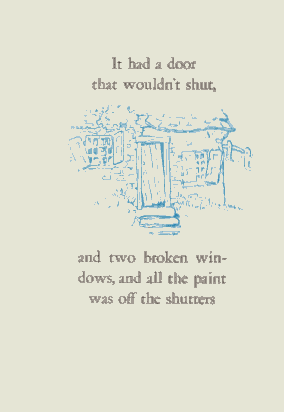 It had a door
that wouldn't shut,
and two broken win-
dows, and all the paint
was off the shutters